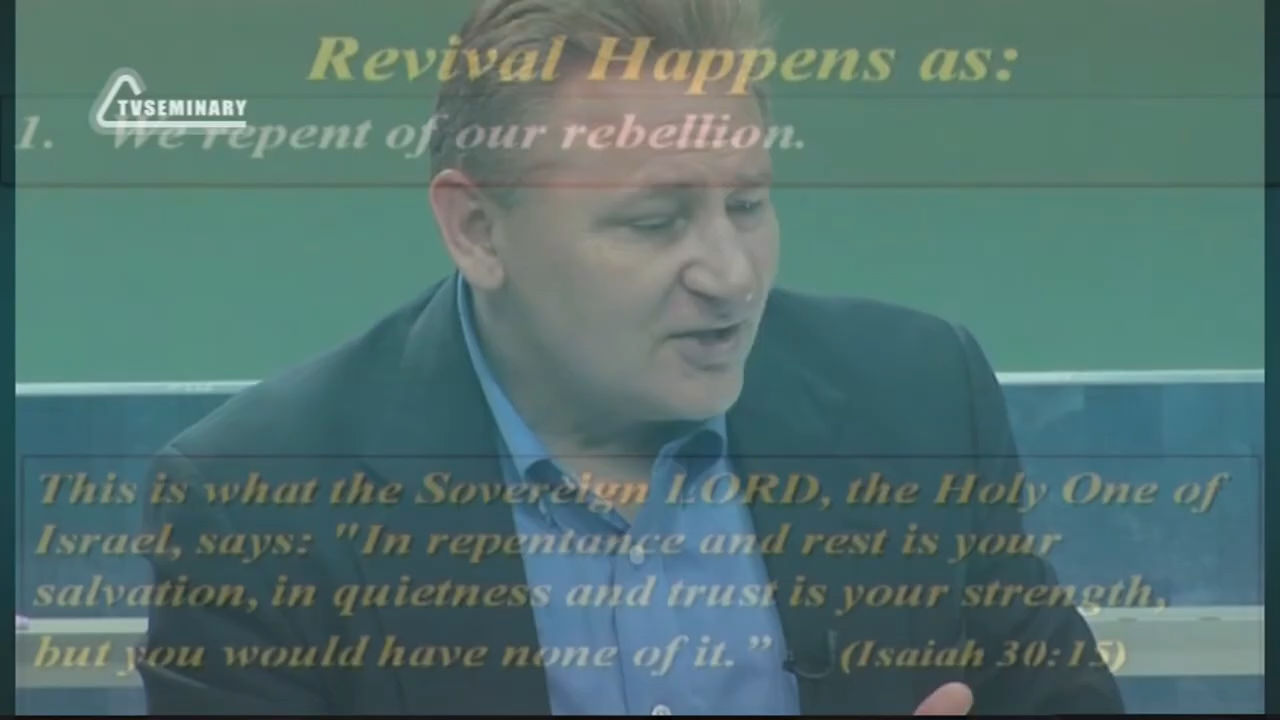 Revival Happens as:
TVSEMINARY
1. We repent of our rebellion.
This is what the Sovereign LORD, the Holy One of
Israel, says: "In repentance and rest is your
salvation, in quietness and trust is your strength,
but you would have none of it.” (Isaiah 30:15)